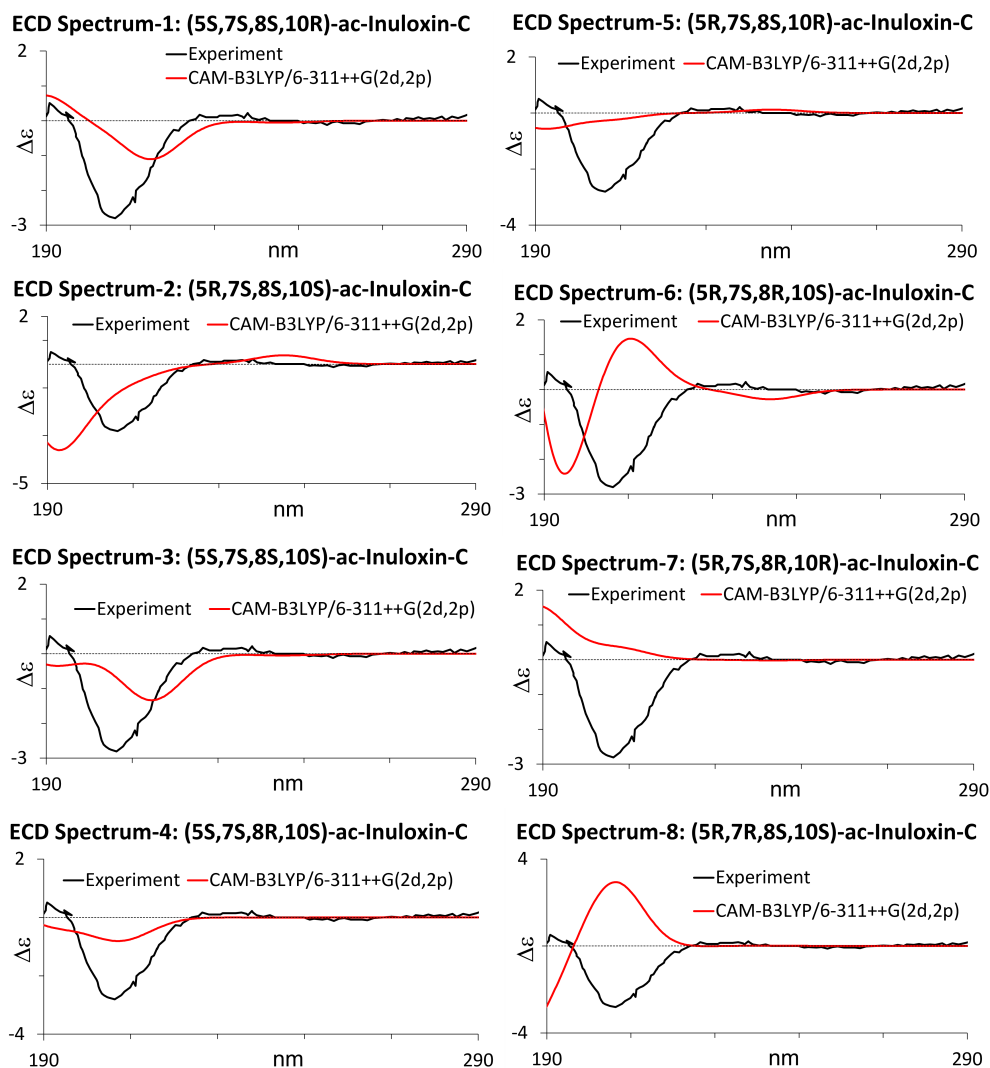 ECD Spectrum-1: (5S,7S,8S,10R)-ac-Inuloxin-C
2
Experiment
CAM-B3LYP/6-311++G(2d,2p)
Δε
-3
190
nm
290
ECD Spectrum-2: (5R,7S,8S,10S)-ac-Inuloxin-C
2
Experiment CAM-B3LYP/6-311++G(2d,2p)
Δε
-5
190
nm
290
ECD Spectrum-3: (5S,7S,8S,10S)-ac-Inuloxin-C
2
Experiment CAM-B3LYP/6-311++G(2d,2p)
Δε
-3
190
nm
290
ECD Spectrum-4: (5S,7S,8R,10S)-ac-Inuloxin-C
2
Experiment CAM-B3LYP/6-311++G(2d,2p)
Δε
-4
190
nm
290
ECD Spectrum-5: (5R,7S,8S,10R)-ac-Inuloxin-C
2
Experiment CAM-B3LYP/6-311++G(2d,2p)
Δε
-4
190
nm
290
ECD Spectrum-6: (5R,7S,8R,10S)-ac-Inuloxin-C
2
Experiment CAM-B3LYP/6-311++G(2d,2p)
Δε
-3
190
nm
290
ECD Spectrum-7: (5R,7S,8R,10R)-ac-Inuloxin-C
2
Experiment CAM-B3LYP/6-311++G(2d,2p)
Δε
-3
190
nm
290
ECD Spectrum-8: (5R,7R,8S,10S)-ac-Inuloxin-C
4
Experiment
CAM-B3LYP/6-311++G(2d,2p)
Δε
-4
190
nm
290